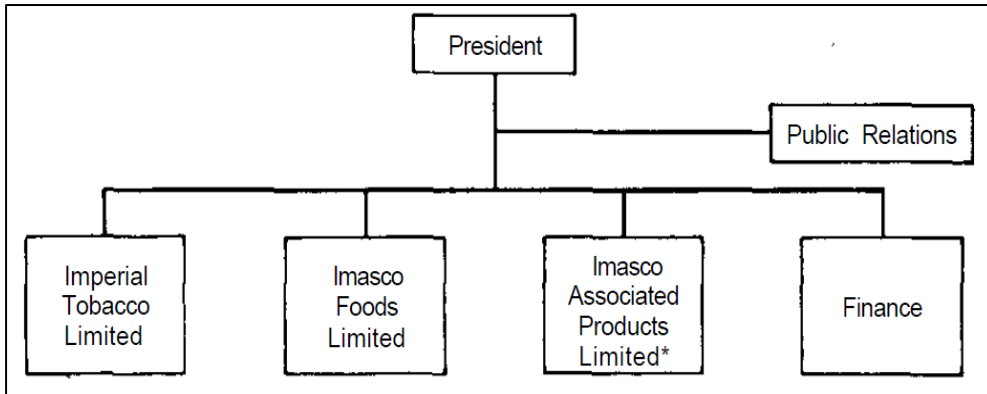 President
Public Relations
Imperial
Tobacco
Limited
Imasco
Foods
Limited
Imasco
Associated
Products
Limited*
Finance